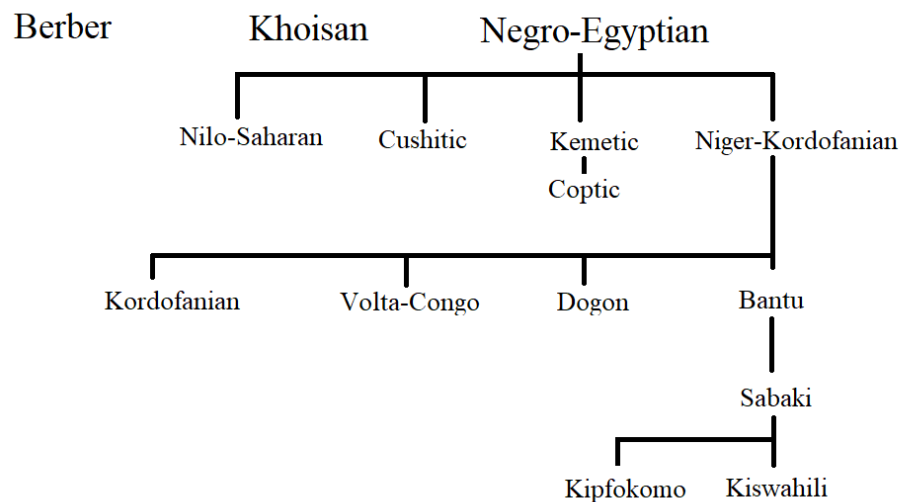 Berber Khoisan Negro-Egyptian
Nilo-Saharan Cushitic Kemetic Niger-Kordofanian
Coptic
Kordofanian Volta-Congo Dogon Bantu
Sabaki
Kipfokomo Kiswahili